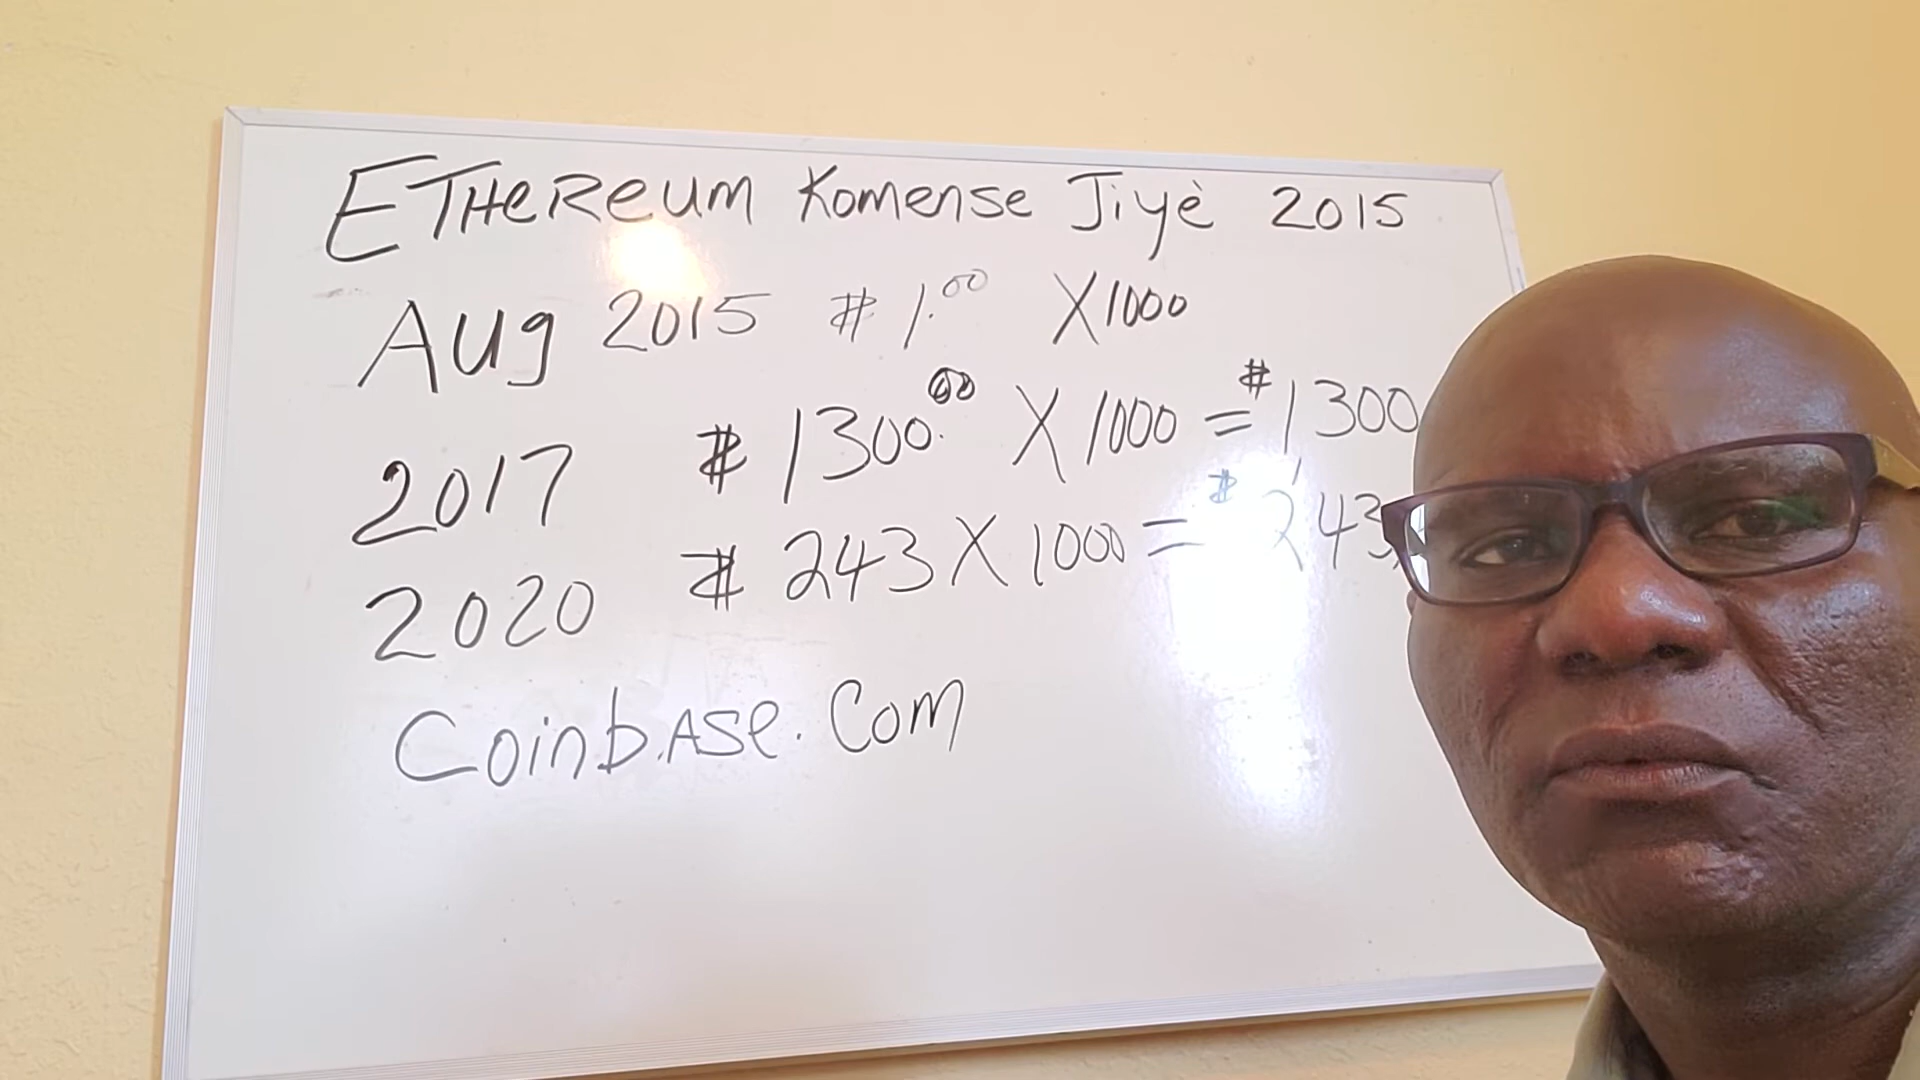 ETHereum Komense Jiyè 2015
Aug 2015 # 1.00 X1000
2017 # 1300.00 X 1000 = # 1300
2020 # 243 X 1000 = # 243,
Coinbase.Com